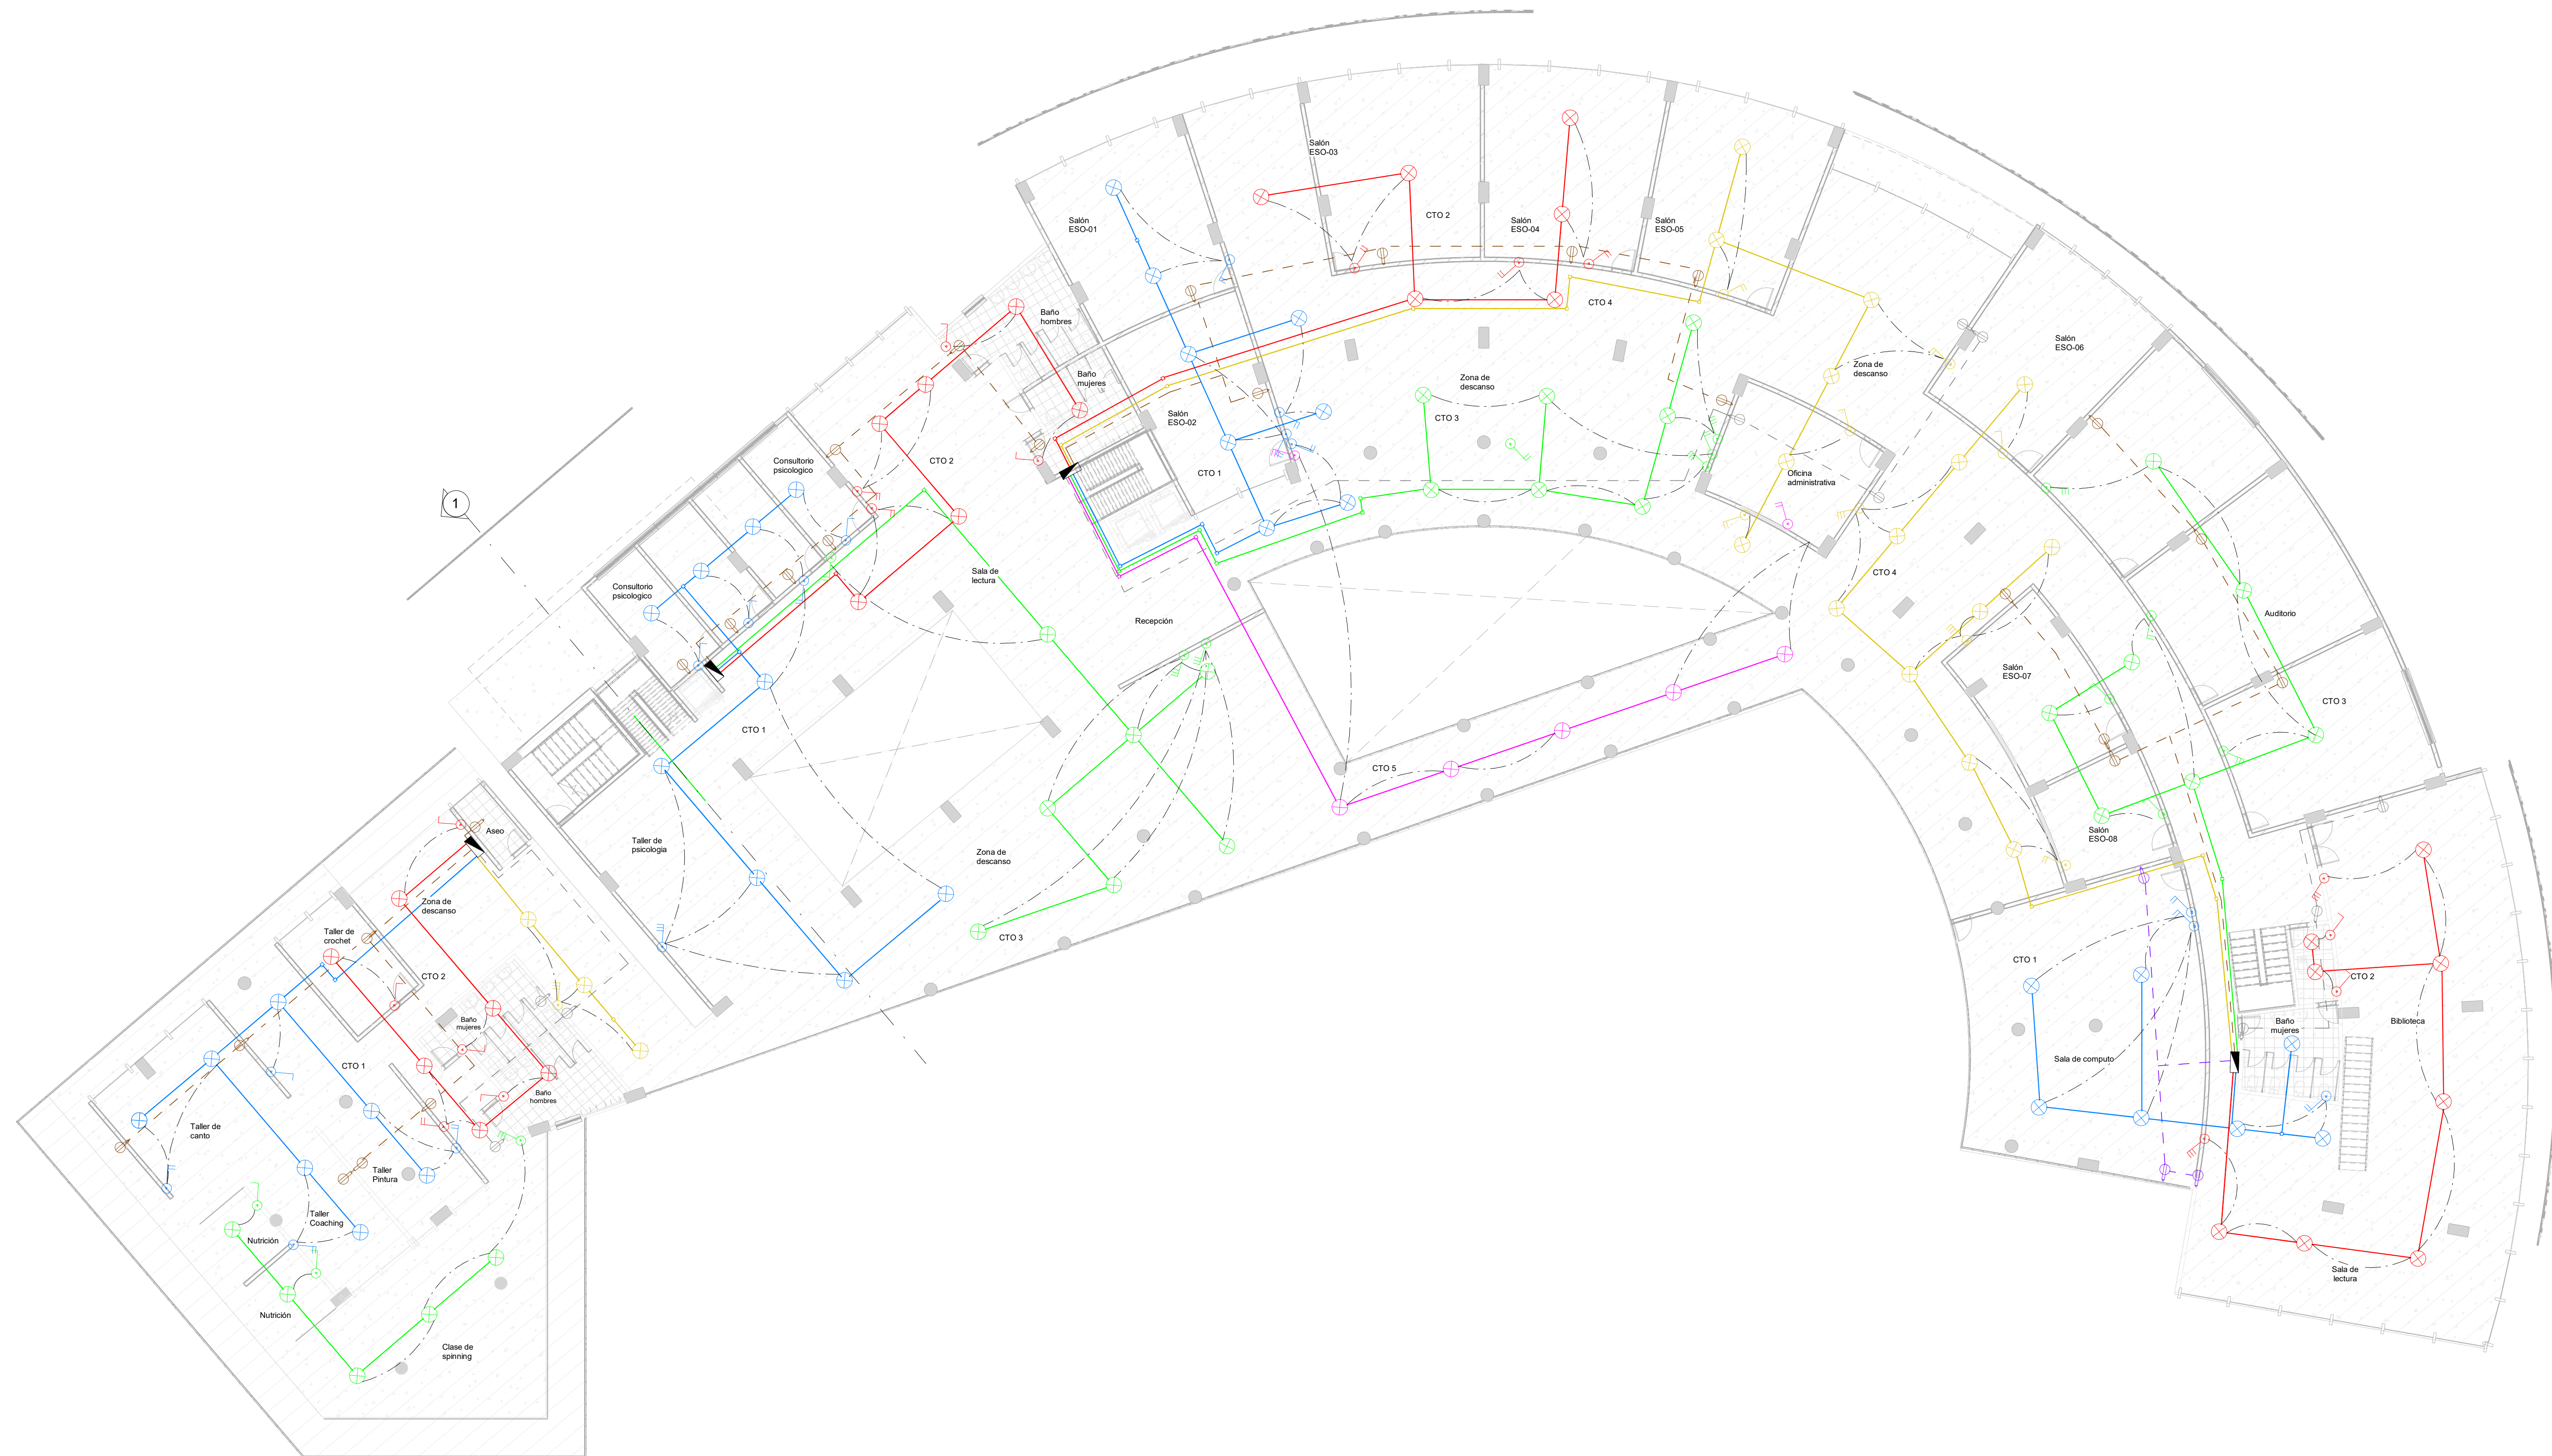 Salón
ESO-03
Salón
ESO-01
CTO 2
Salón
ESO-04
Salón
ESO-05
CTO 4
Baño
hombres
Baño
mujeres
Salón
ESO-02
CTO 1
Zona de
descanso
CTO 3
Zona de
descanso
Salón
ESO-06
Oficina
administrativa
CTO 4
Salón
ESO-07
Auditorio
CTO 3
Salón
ESO-08
1
Consultorio
psicologico
Consultorio
psicologico
CTO 2
Sala de
lectura
Recepción
CTO 1
CTO 5
Taller de
psicologia
Zona de
descanso
CTO 3
Aseo
Zona de
descanso
Taller de
crochet
CTO 2
Baño
mujeres
CTO 1
Baño
hombres
Taller de
canto
Taller
Pintura
Taller
Coaching
Nutrición
Nutrición
Clase de
spinning
CTO 1
CTO 2
Sala de computo
Baño
mujeres
Biblioteca
Sala de
lectura